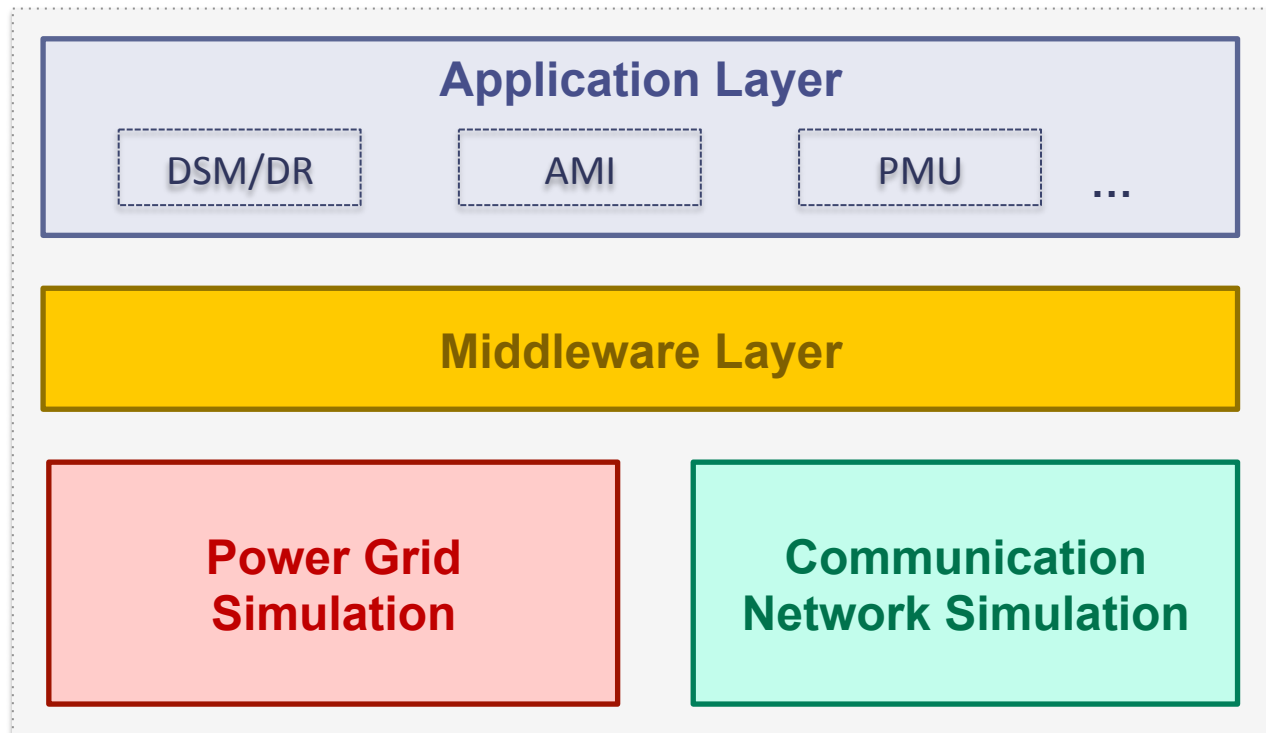 Application Layer
DSM/DR AMI PMU ...
Middleware Layer
Power Grid
Simulation
Communication
Network Simulation